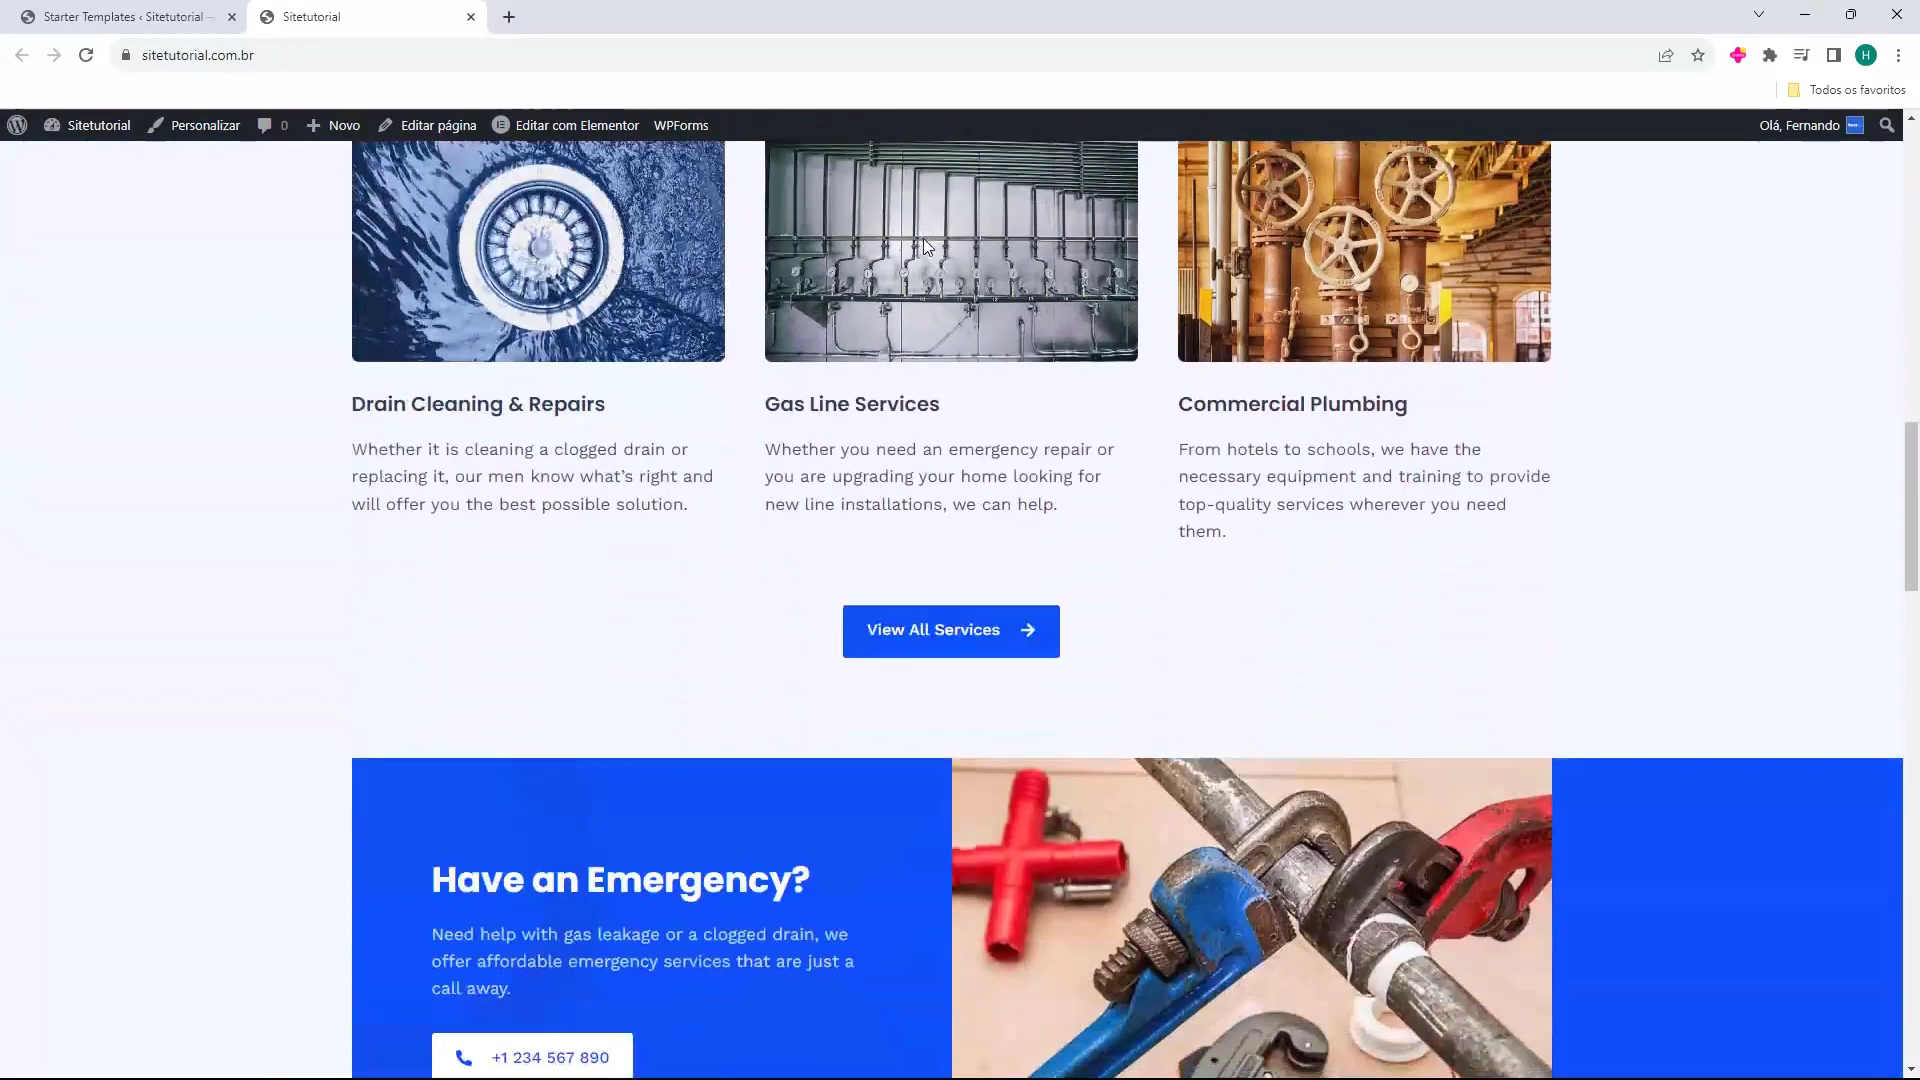 Starter Templates ‹ Sitetutorial —
Sitetutorial
sitetutorial.com.br
H
Todos os favoritos
Sitetutorial
Personalizar
0
Novo
Editar página
Editar com Elementor
WPForms
Olá, Fernando
Drain Cleaning & Repairs
Whether it is cleaning a clogged drain or
replacing it, our men know what’s right and
will offer you the best possible solution.
Gas Line Services
Whether you need an emergency repair or
you are upgrading your home looking for
new line installations, we can help.
Commercial Plumbing
From hotels to schools, we have the
necessary equipment and training to provide
top-quality services wherever you need
them.
View All Services
Have an Emergency?
Need help with gas leakage or a clogged drain, we
offer affordable emergency services that are just a
call away.
+1 234 567 890